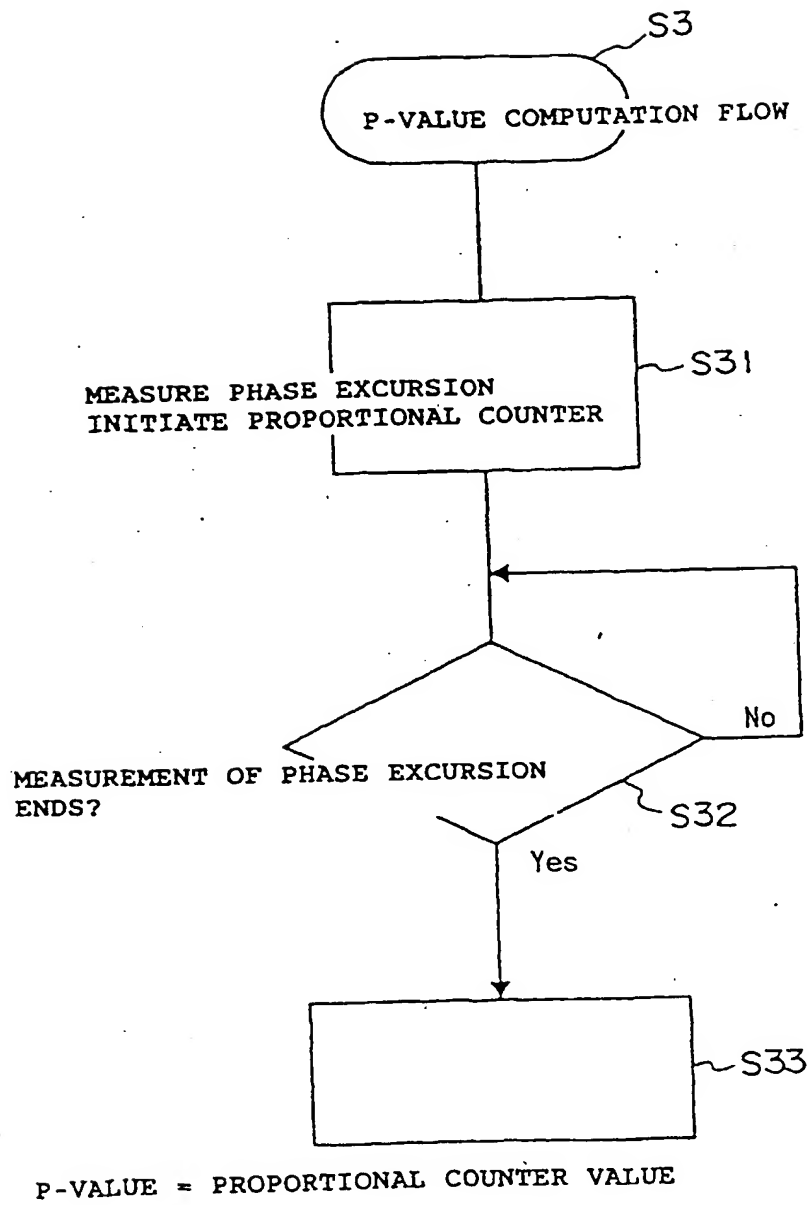 S3
P-VALUE COMPUTATION FLOW
S31
MEASURE PHASE EXCURSION
INITIATE PROPORTIONAL COUNTER
No
MEASUREMENT OF PHASE EXCURSION
ENDS?
S32
Yes
S33
P-VALUE = PROPORTIONAL COUNTER VALUE